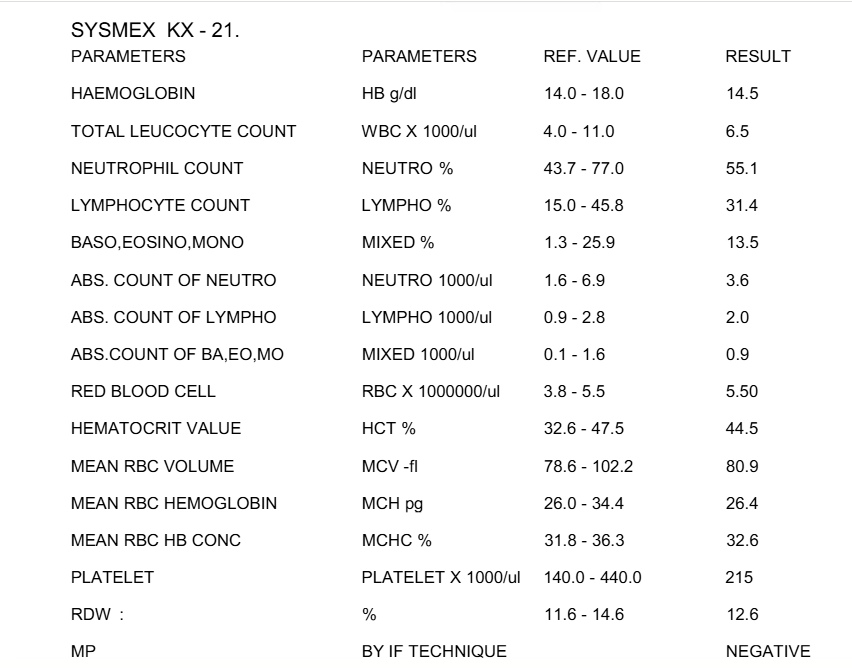 SYSMEX KX - 21.
PARAMETERS PARAMETERS REF. VALUE RESULT
HAEMOGLOBIN HB g/dl 14.0 - 18.0 14.5
TOTAL LEUCOCYTE COUNT WBC X 1000/ul 4.0 - 11.0 6.5
NEUTROPHIL COUNT NEUTRO % 43.7 - 77.0 55.1
LYMPHOCYTE COUNT LYMPHO % 15.0 - 45.8 31.4
BASO,EOSINO,MONO MIXED % 1.3 - 25.9 13.5
ABS. COUNT OF NEUTRO NEUTRO 1000/ul 1.6 - 6.9 3.6
ABS. COUNT OF LYMPHO LYMPHO 1000/ul 0.9 - 2.8 2.0
ABS.COUNT OF BA,EO,MO MIXED 1000/ul 0.1 - 1.6 0.9
RED BLOOD CELL RBC X 1000000/ul 3.8 - 5.5 5.50
HEMATOCRIT VALUE HCT % 32.6 - 47.5 44.5
MEAN RBC VOLUME MCV -fl 78.6 - 102.2 80.9
MEAN RBC HEMOGLOBIN MCH pg 26.0 - 34.4 26.4
MEAN RBC HB CONC MCHC % 31.8 - 36.3 32.6
PLATELET PLATELET X 1000/ul 140.0 - 440.0 215
RDW : % 11.6 - 14.6 12.6
MP BY IF TECHNIQUE NEGATIVE